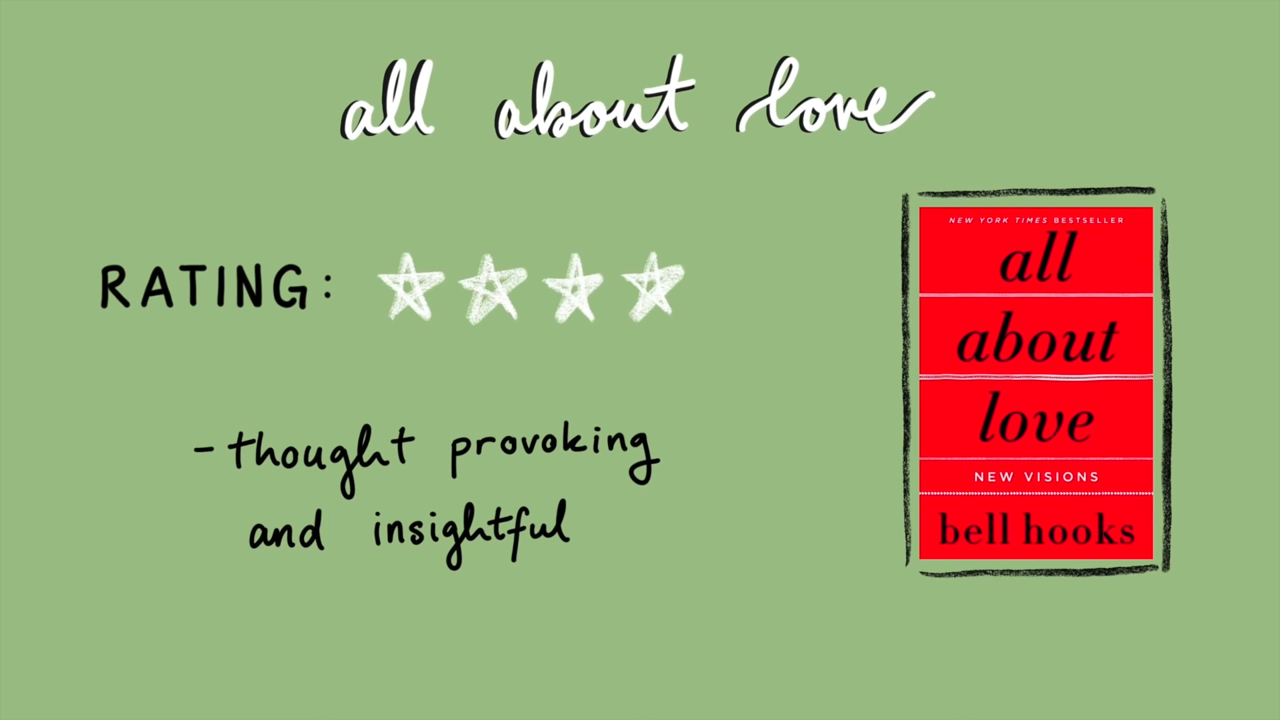 all about love
RATING:
- thought provoking
and insightful
NEW YORK TIMES BESTSELLER
all
about
love
NEW VISIONS
bell hooks